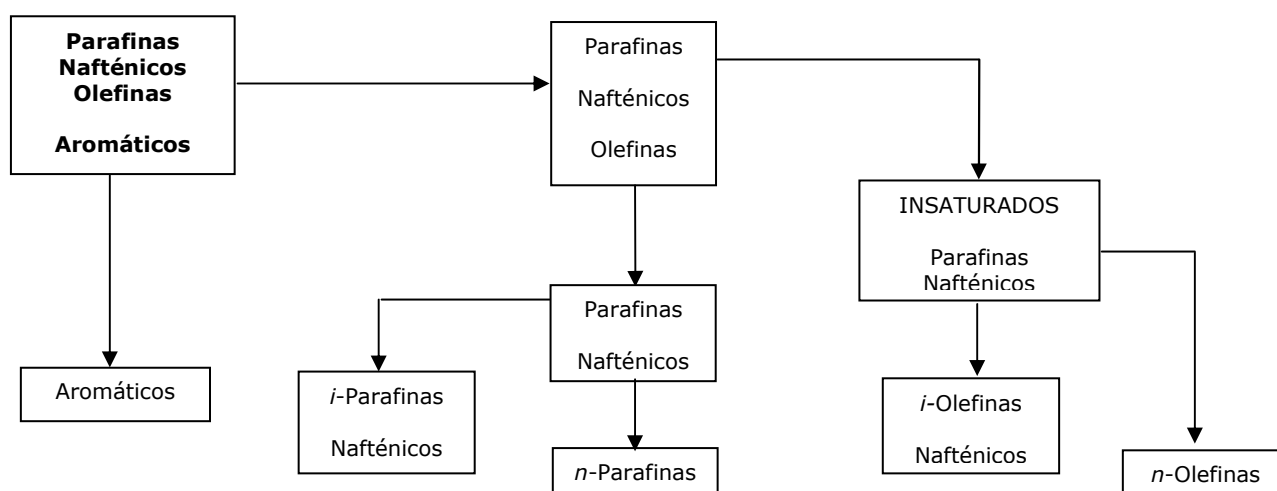 Parafinas
Nafténicos
Olefinas
Aromáticos
Parafinas
Nafténicos
Olefinas
INSATURADOS
Parafinas
Nafténicos
Parafinas
Nafténicos
Aromáticos
i-Parafinas
Nafténicos
n-Parafinas
i-Olefinas
Nafténicos
n-Olefinas